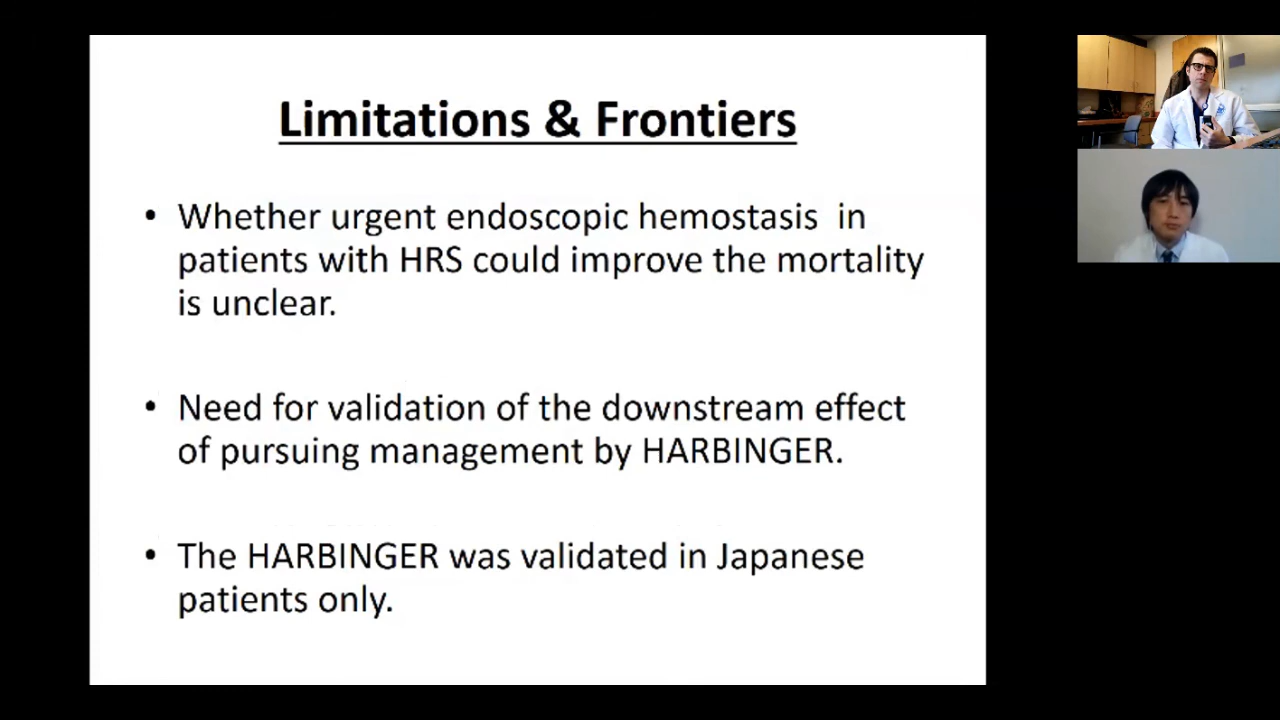 Limitations & Frontiers
• Whether urgent endoscopic hemostasis in
patients with HRS could improve the mortality
is unclear.
• Need for validation of the downstream effect
of pursuing management by HARBINGER.
• The HARBINGER was validated in Japanese
patients only.